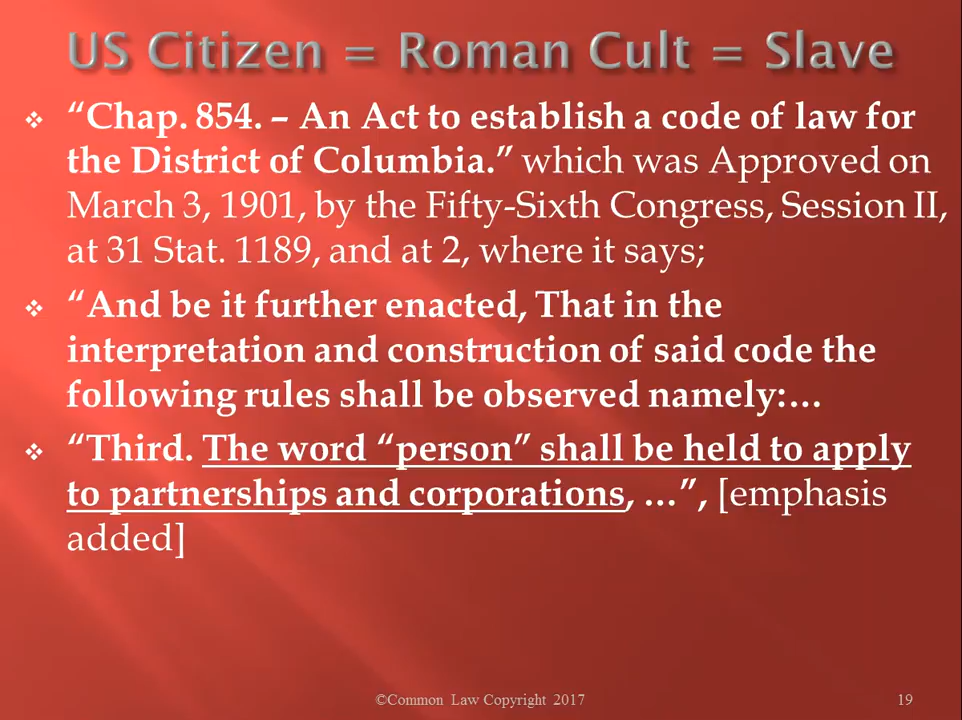 US Citizen = Roman Cult = Slave
❖ “Chap. 854. – An Act to establish a code of law for
the District of Columbia.” which was Approved on
March 3, 1901, by the Fifty-Sixth Congress, Session II,
at 31 Stat. 1189, and at 2, where it says;
❖ “And be it further enacted, That in the
interpretation and construction of said code the
following rules shall be observed namely:…
❖ “Third. The word “person” shall be held to apply
to partnerships and corporations, …”, [emphasis
added]
©Common Law Copyright 2017
19